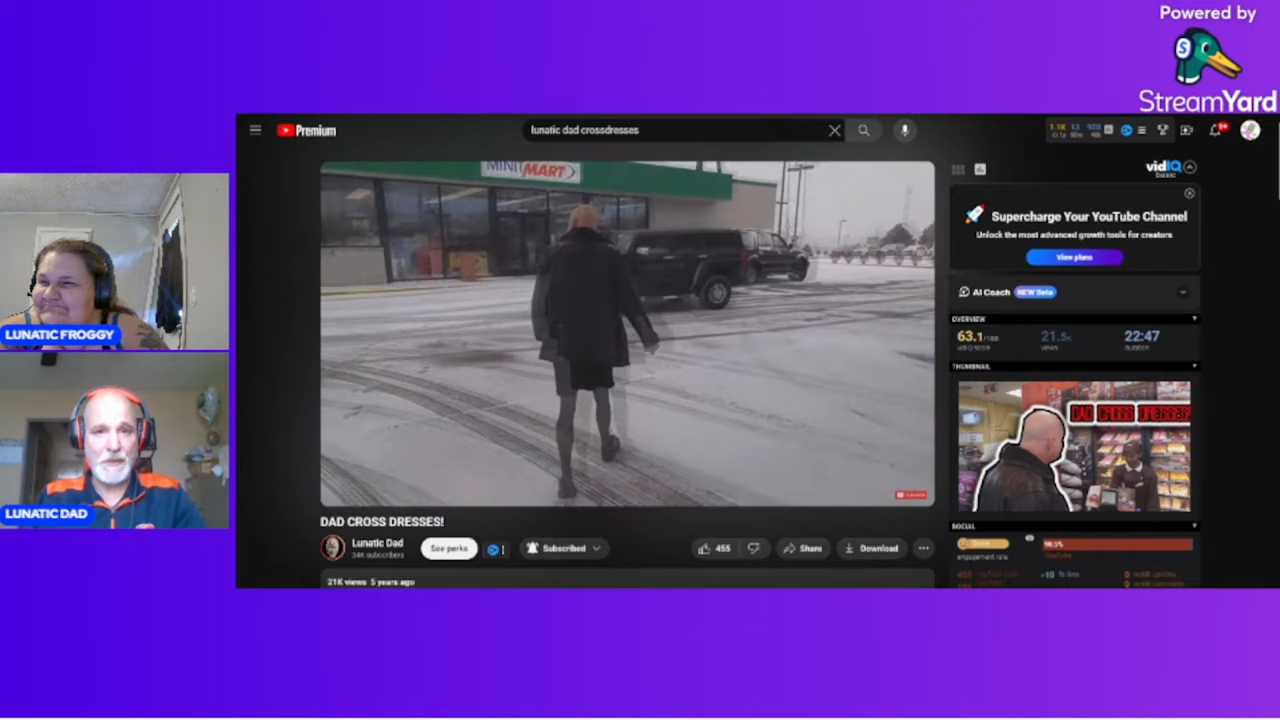 Powered by
StreamYard
Premium
lunatic dad crossdresses
MINIT MART
vidIQ
basic
Supercharge Your YouTube Channel
Unlock the most advanced growth tools for creators
View plans
AI Coach NEW Beta
OVERVIEW
63.1/100 21.5K 22:47
THUMBNAIL
DAD CROSS DRESSES
LUNATIC FROGGY
LUNATIC DAD
DAD CROSS DRESSES!
Lunatic Dad
34K subscribers
See perks
Subscribed
455
Share
Download
SOCIAL
21K views 5 years ago